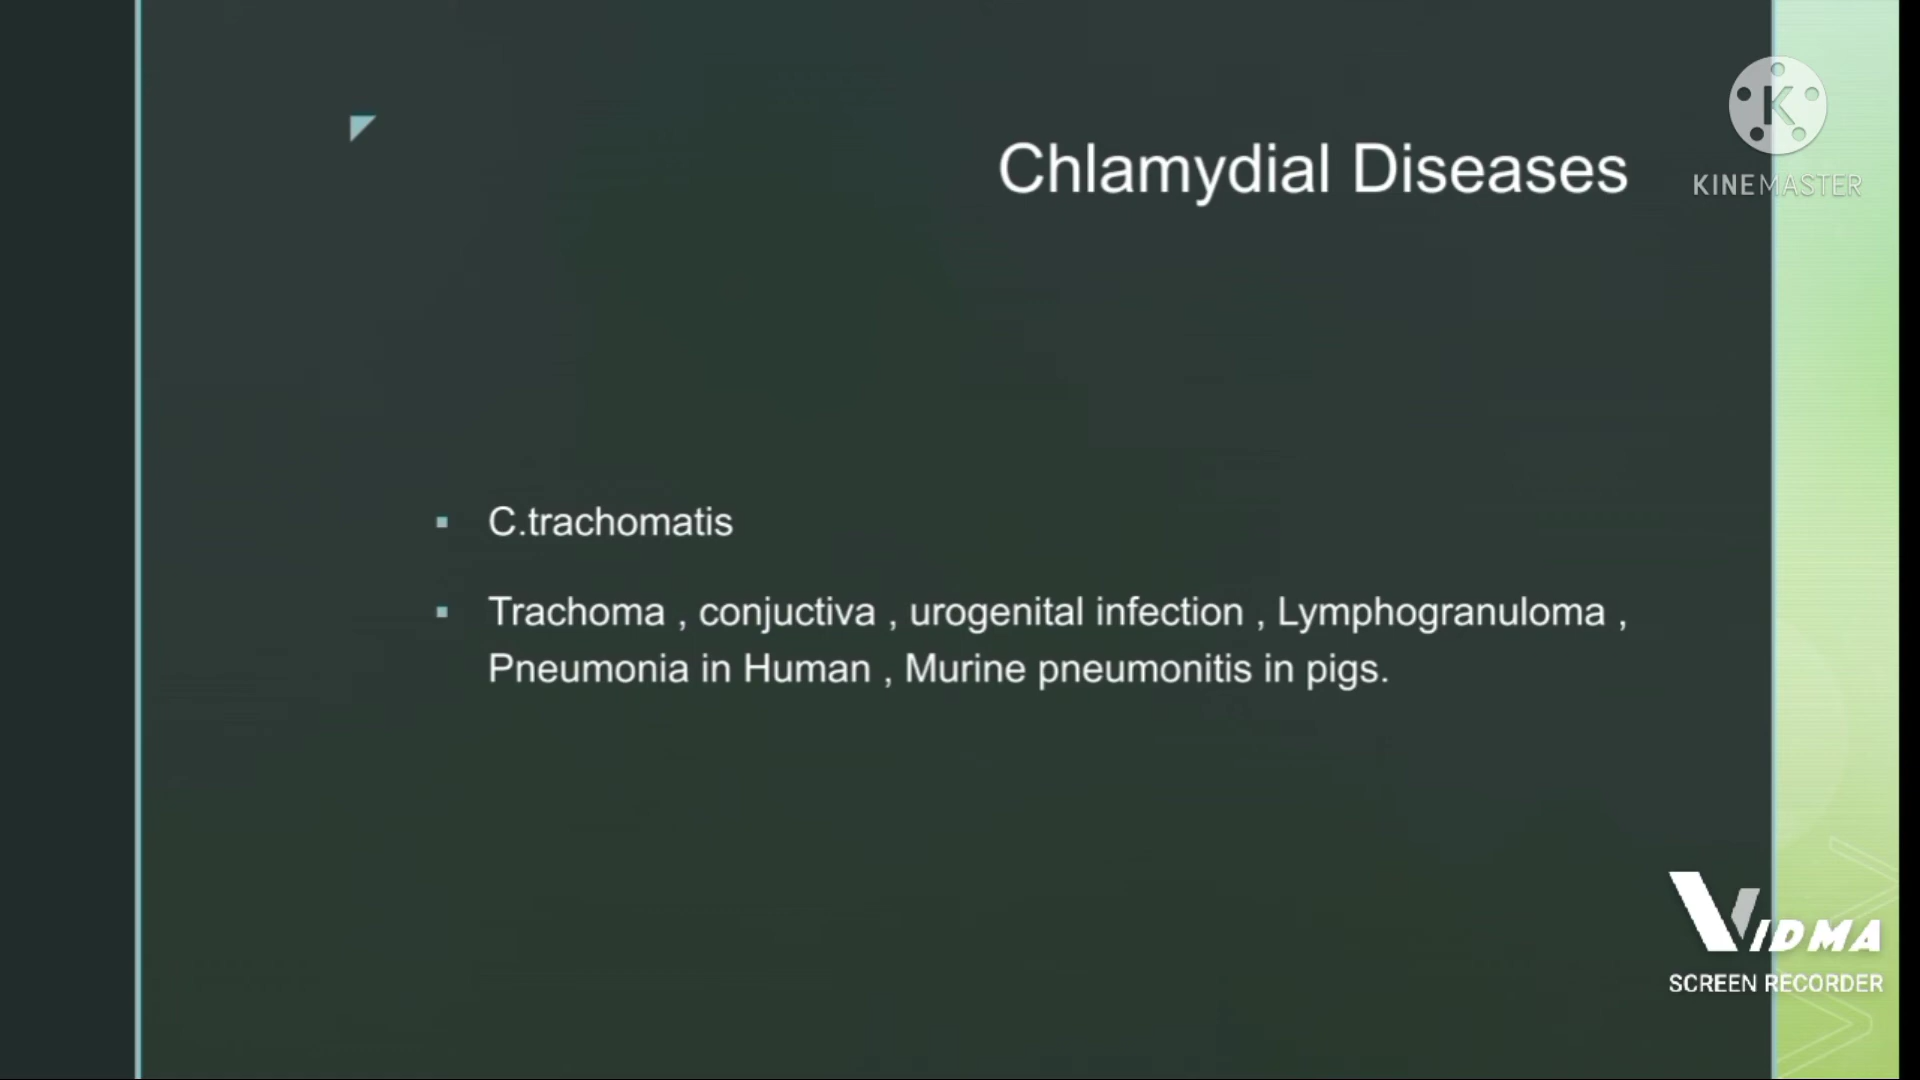 Chlamydial Diseases
K
KINEMASTER
C.trachomatis
Trachoma , conjuctiva , urogenital infection , Lymphogranuloma ,
Pneumonia in Human , Murine pneumonitis in pigs.
VIDMA
SCREEN RECORDER